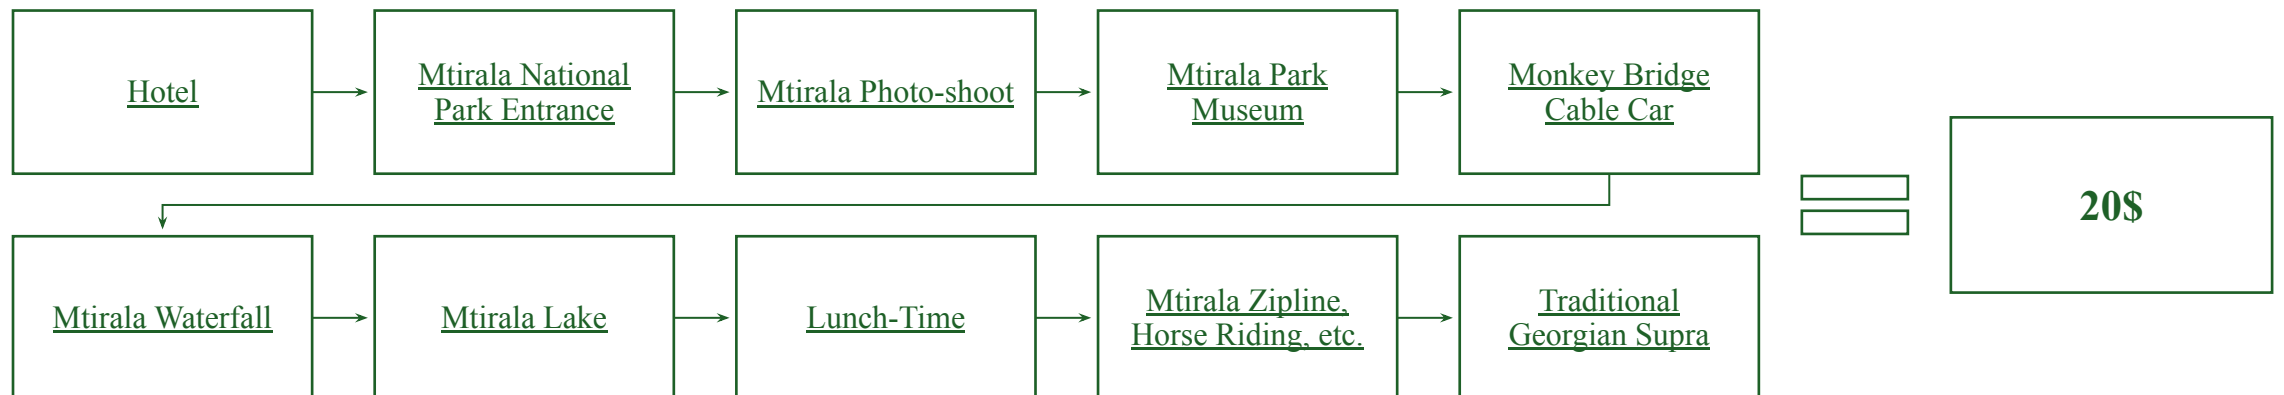 Hotel
Mtirala National
Park Entrance
Mtirala Photo-shoot
Mtirala Park
Museum
Monkey Bridge
Cable Car
Mtirala Waterfall
Mtirala Lake
Lunch-Time
Mtirala Zipline,
Horse Riding, etc.
Traditional
Georgian Supra
20$